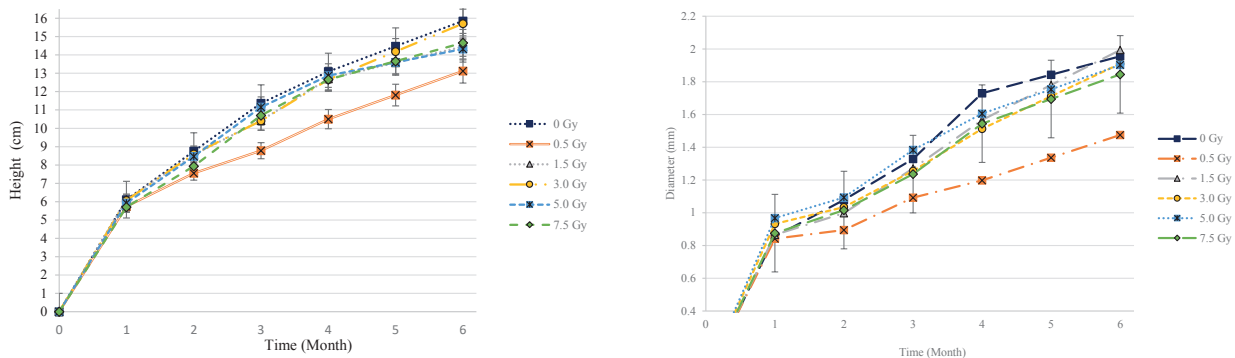 16
15
14
13
12
11
10
9
8
7
6
5
4
3
2
1
0
Height (cm)
0 1 2 3 4 5 6
Time (Month)
0 Gy
0.5 Gy
1.5 Gy
3.0 Gy
5.0 Gy
7.5 Gy
2.2
2
1.8
1.6
1.4
1.2
1
0.8
0.6
0.4
Diameter (mm)
0 1 2 3 4 5 6
Time (Month)
0 Gy
0.5 Gy
1.5 Gy
3.0 Gy
5.0 Gy
7.5 Gy